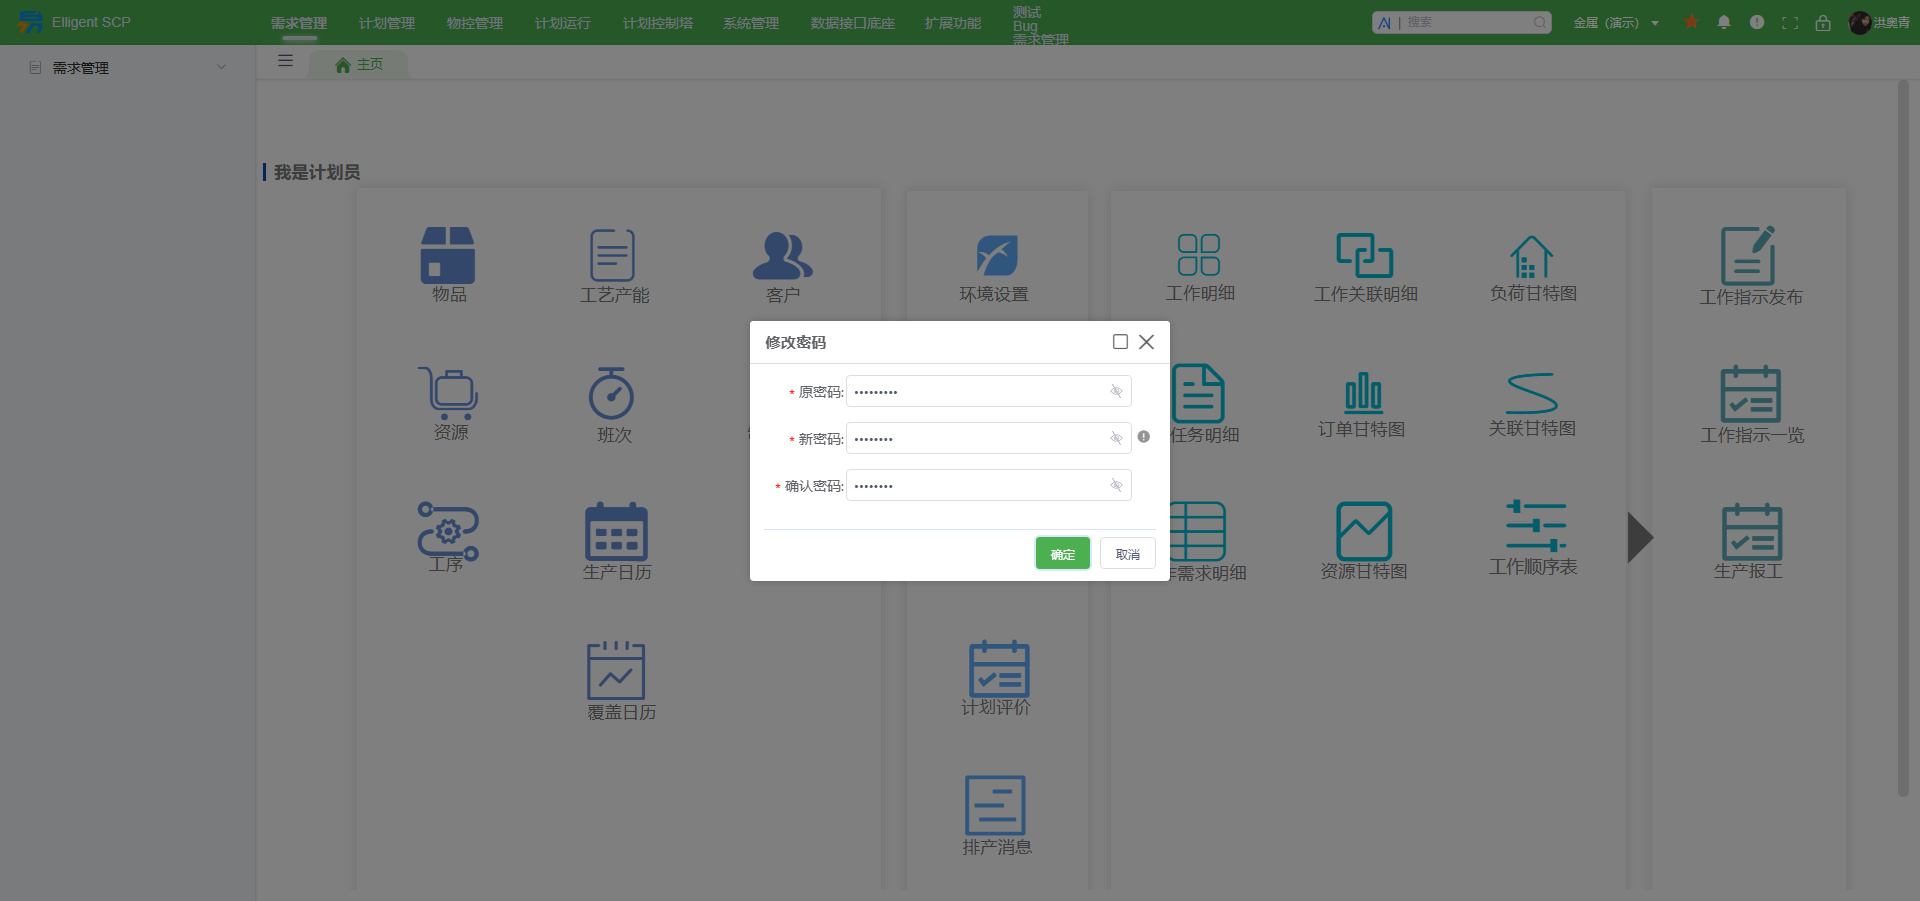 Elligent SCP
需求管理
计划管理
物控管理
计划运行
计划控制塔
系统管理
数据接口底座
扩展功能
测试
Bug
需求管理
搜索
金属（演示）
洪奥青
需求管理
主页
我是计划员
物品
工艺产能
客户
环境设置
工作明细
工作关联明细
负荷甘特图
工作指示发布
修改密码
* 原密码: •••••••••
* 新密码: ••••••••
* 确认密码: ••••••••
确定
取消
资源
班次
任务明细
订单甘特图
关联甘特图
工作指示一览
工序
生产日历
需求明细
资源甘特图
工作顺序表
生产报工
覆盖日历
计划评价
排产消息